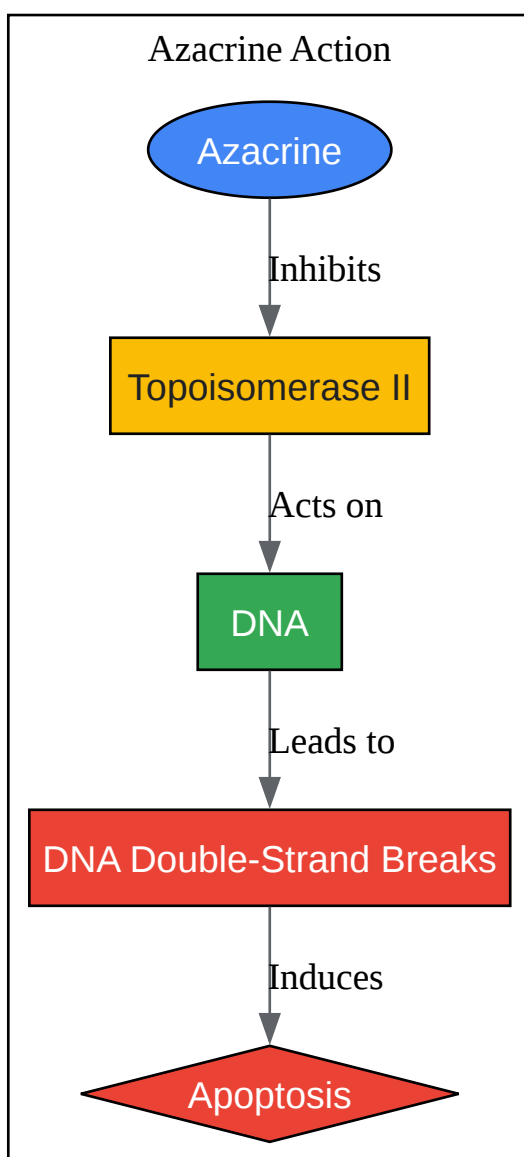 Azacrine Action
Azacrine
Inhibits
Topoisomerase II
Acts on
DNA
Leads to
DNA Double-Strand Breaks
Induces
Apoptosis